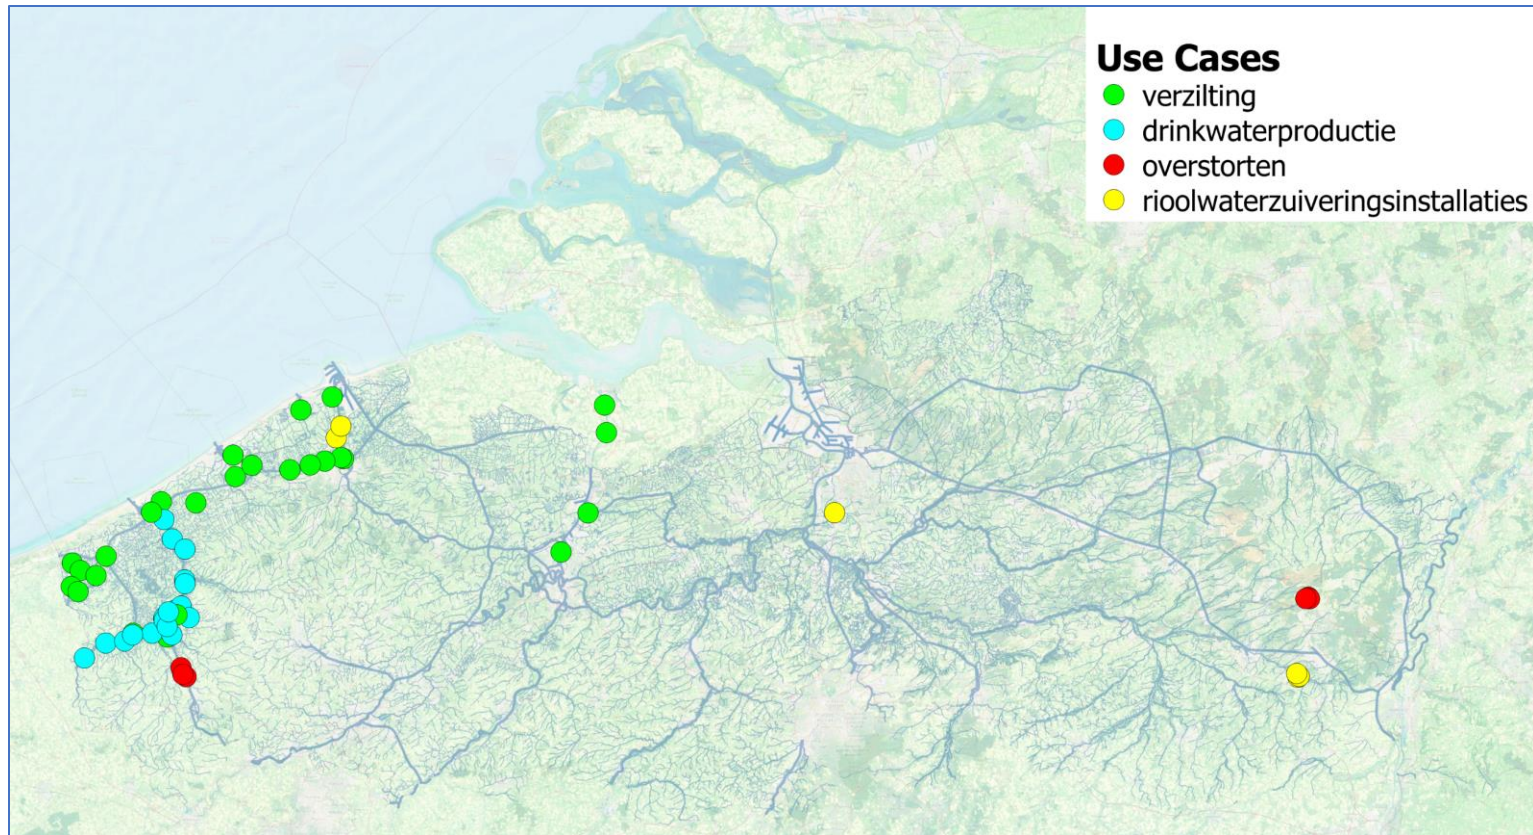 Use Cases
verzilting
drinkwaterproductie
overstorten
rioolwaterzuiveringsinstallaties